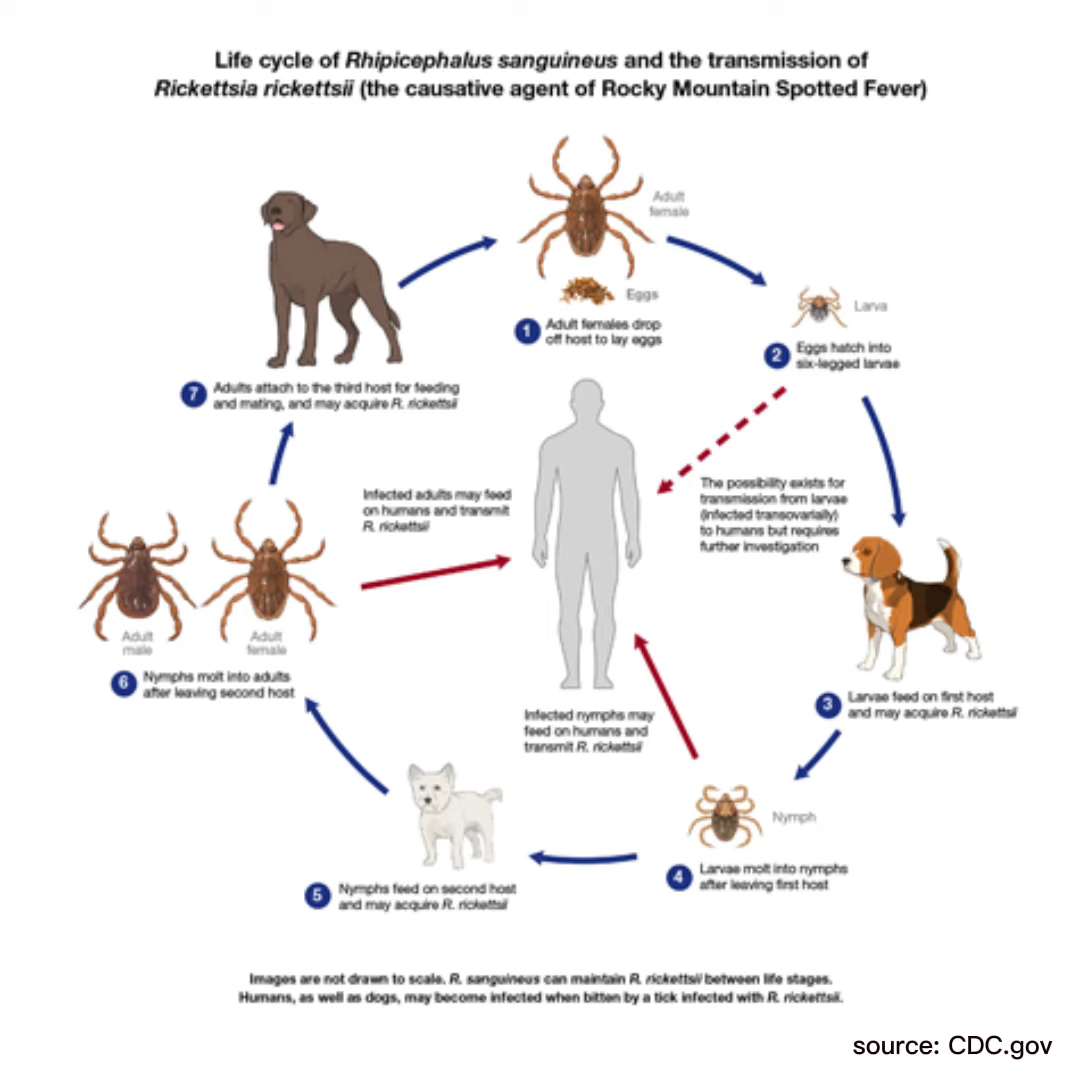 Life cycle of Rhipicephalus sanguineus and the transmission of
Rickettsia rickettsii (the causative agent of Rocky Mountain Spotted Fever)
Adult
female
Eggs
1 Adult females drop
off host to lay eggs
Larva
2 Eggs hatch into
six-legged larvae
The possibility exists for
transmission from larvae
(infected transovarially)
to humans but requires
further investigation
3 Larvae feed on first host
and may acquire R. rickettsii
Nymph
4 Larvae molt into nymphs
after leaving first host
Infected nymphs may
feed on humans and
transmit R. rickettsii
5 Nymphs feed on second host
and may acquire R. rickettsii
Adult
male
Adult
female
6 Nymphs molt into adults
after leaving second host
Infected adults may feed
on humans and transmit
R. rickettsii
7 Adults attach to the third host for feeding
and mating, and may acquire R. rickettsii
Images are not drawn to scale. R. sanguineus can maintain R. rickettsii between life stages.
Humans, as well as dogs, may become infected when bitten by a tick infected with R. rickettsii.
source: CDC.gov